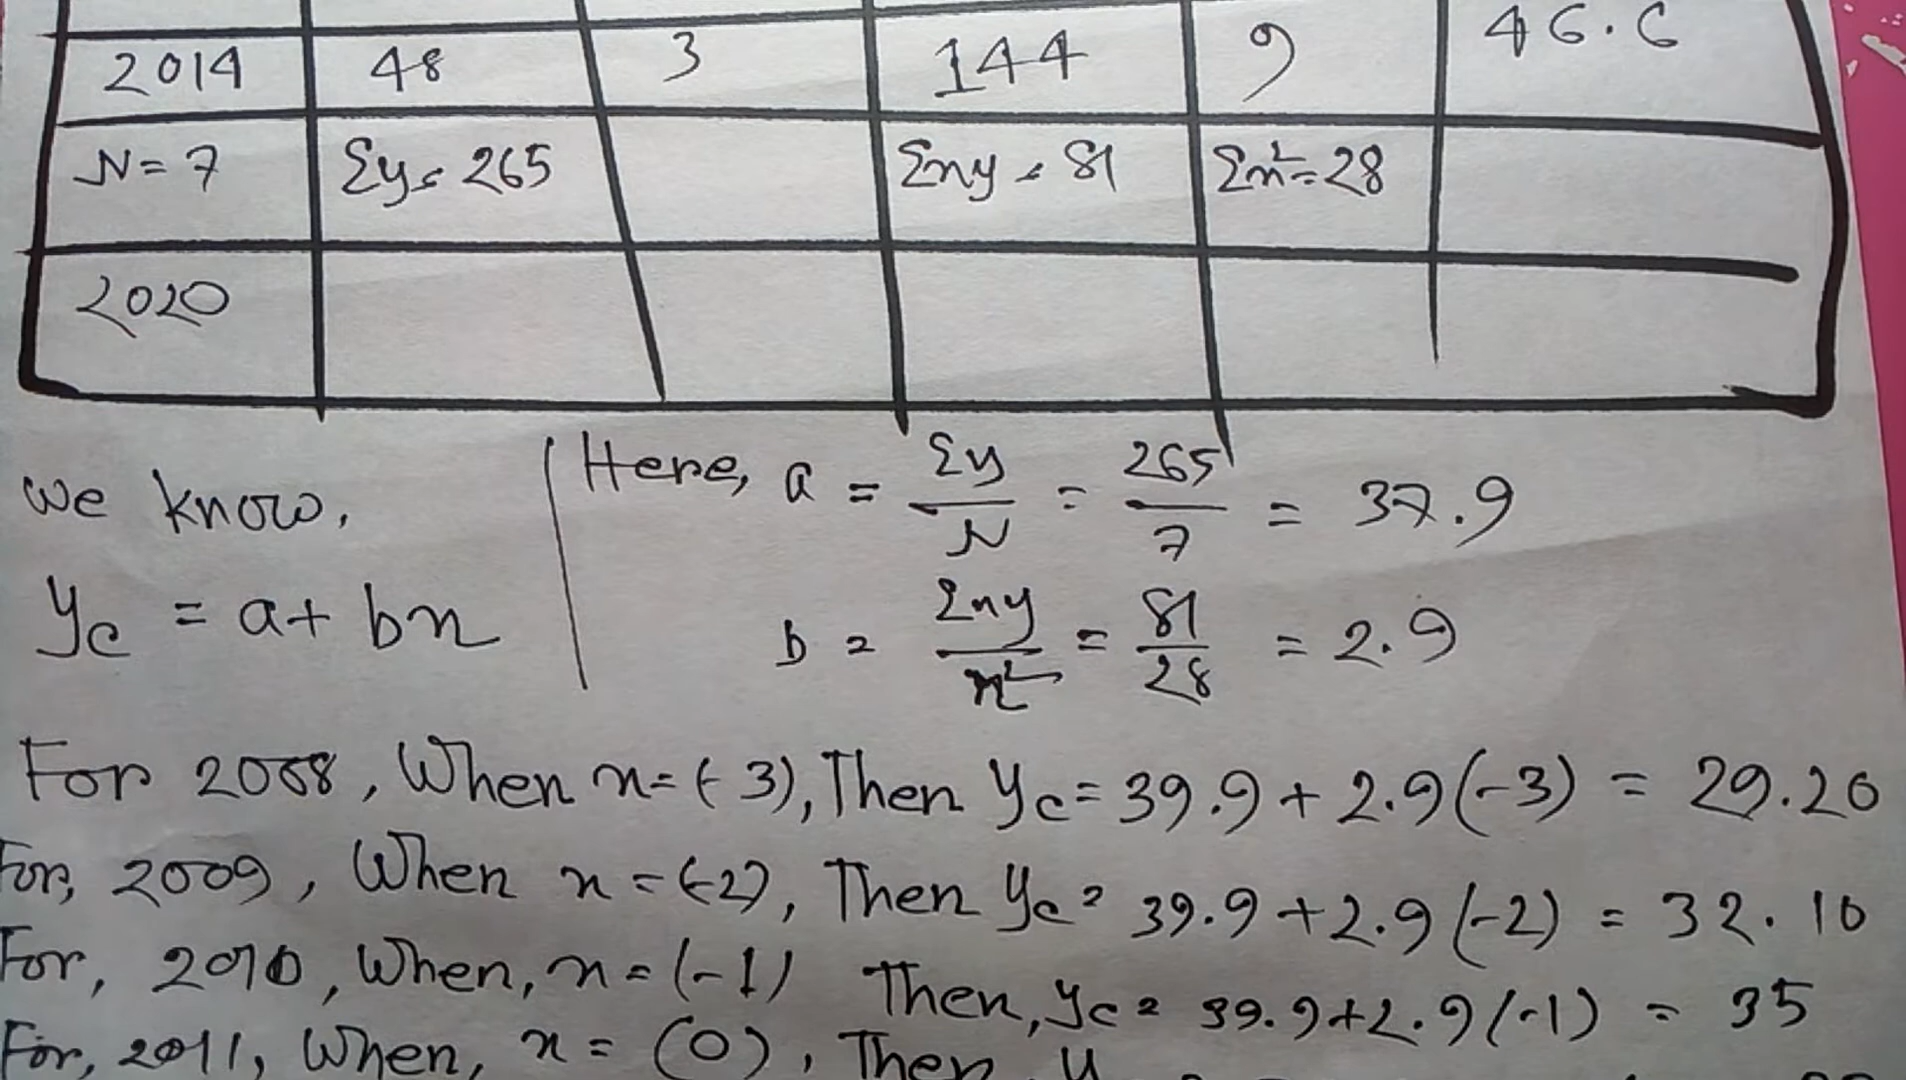 2014 48 3 144 9 46.6
N=7 Σy= 265 Σxy = 81 Σx²=28
2020
We know, Here, a = Σy/N = 265/7 = 37.9
yc = a+ bx b = Σxy/x² = 81/28 = 2.9
For 2008, When x=(-3), Then yc= 39.9+2.9(-3) = 29.20
For, 2009, When x=(-2), Then yc= 39.9+2.9(-2) = 32.10
For, 2010, When, x=(-1) Then, yc= 39.9+2.9(-1) = 35
For, 2011, When, x= (0), Then